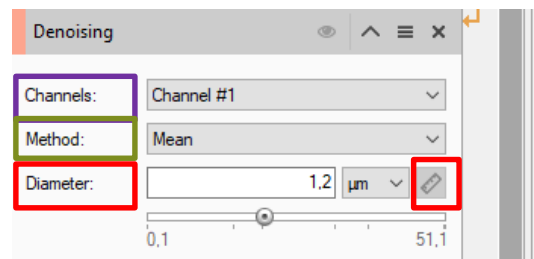 Denoising
Channels: Channel #1
Method: Mean
Diameter: 1,2 µm
0,1 51,1